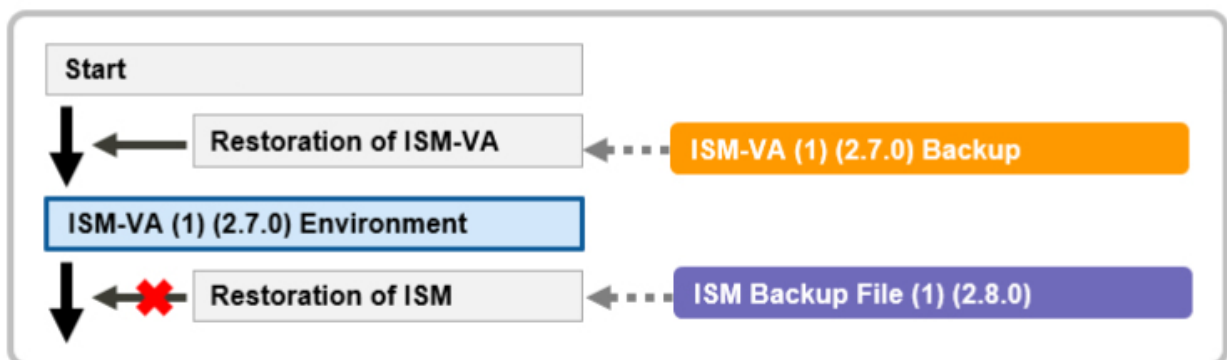 Start
Restoration of ISM-VA
ISM-VA (1) (2.7.0) Backup
ISM-VA (1) (2.7.0) Environment
Restoration of ISM
ISM Backup File (1) (2.8.0)